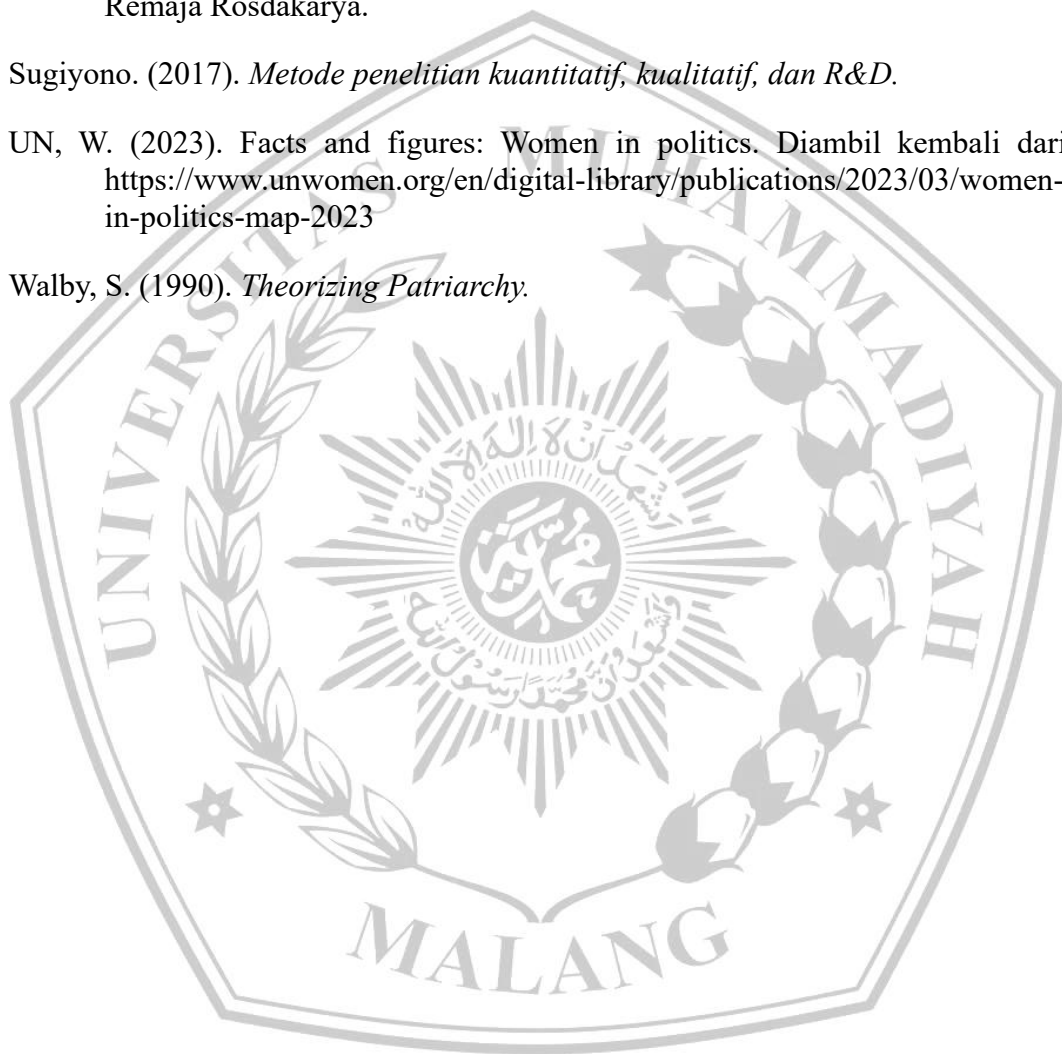 Remaja Rosdakarya.
Sugiyono. (2017). Metode penelitian kuantitatif, kualitatif, dan R&D.
UN, W. (2023). Facts and figures: Women in politics. Diambil kembali dari
https://www.unwomen.org/en/digital-library/publications/2023/03/women-
in-politics-map-2023
Walby, S. (1990). Theorizing Patriarchy.
UNIVERSITAS MUHAMMADIYAH
MALANG